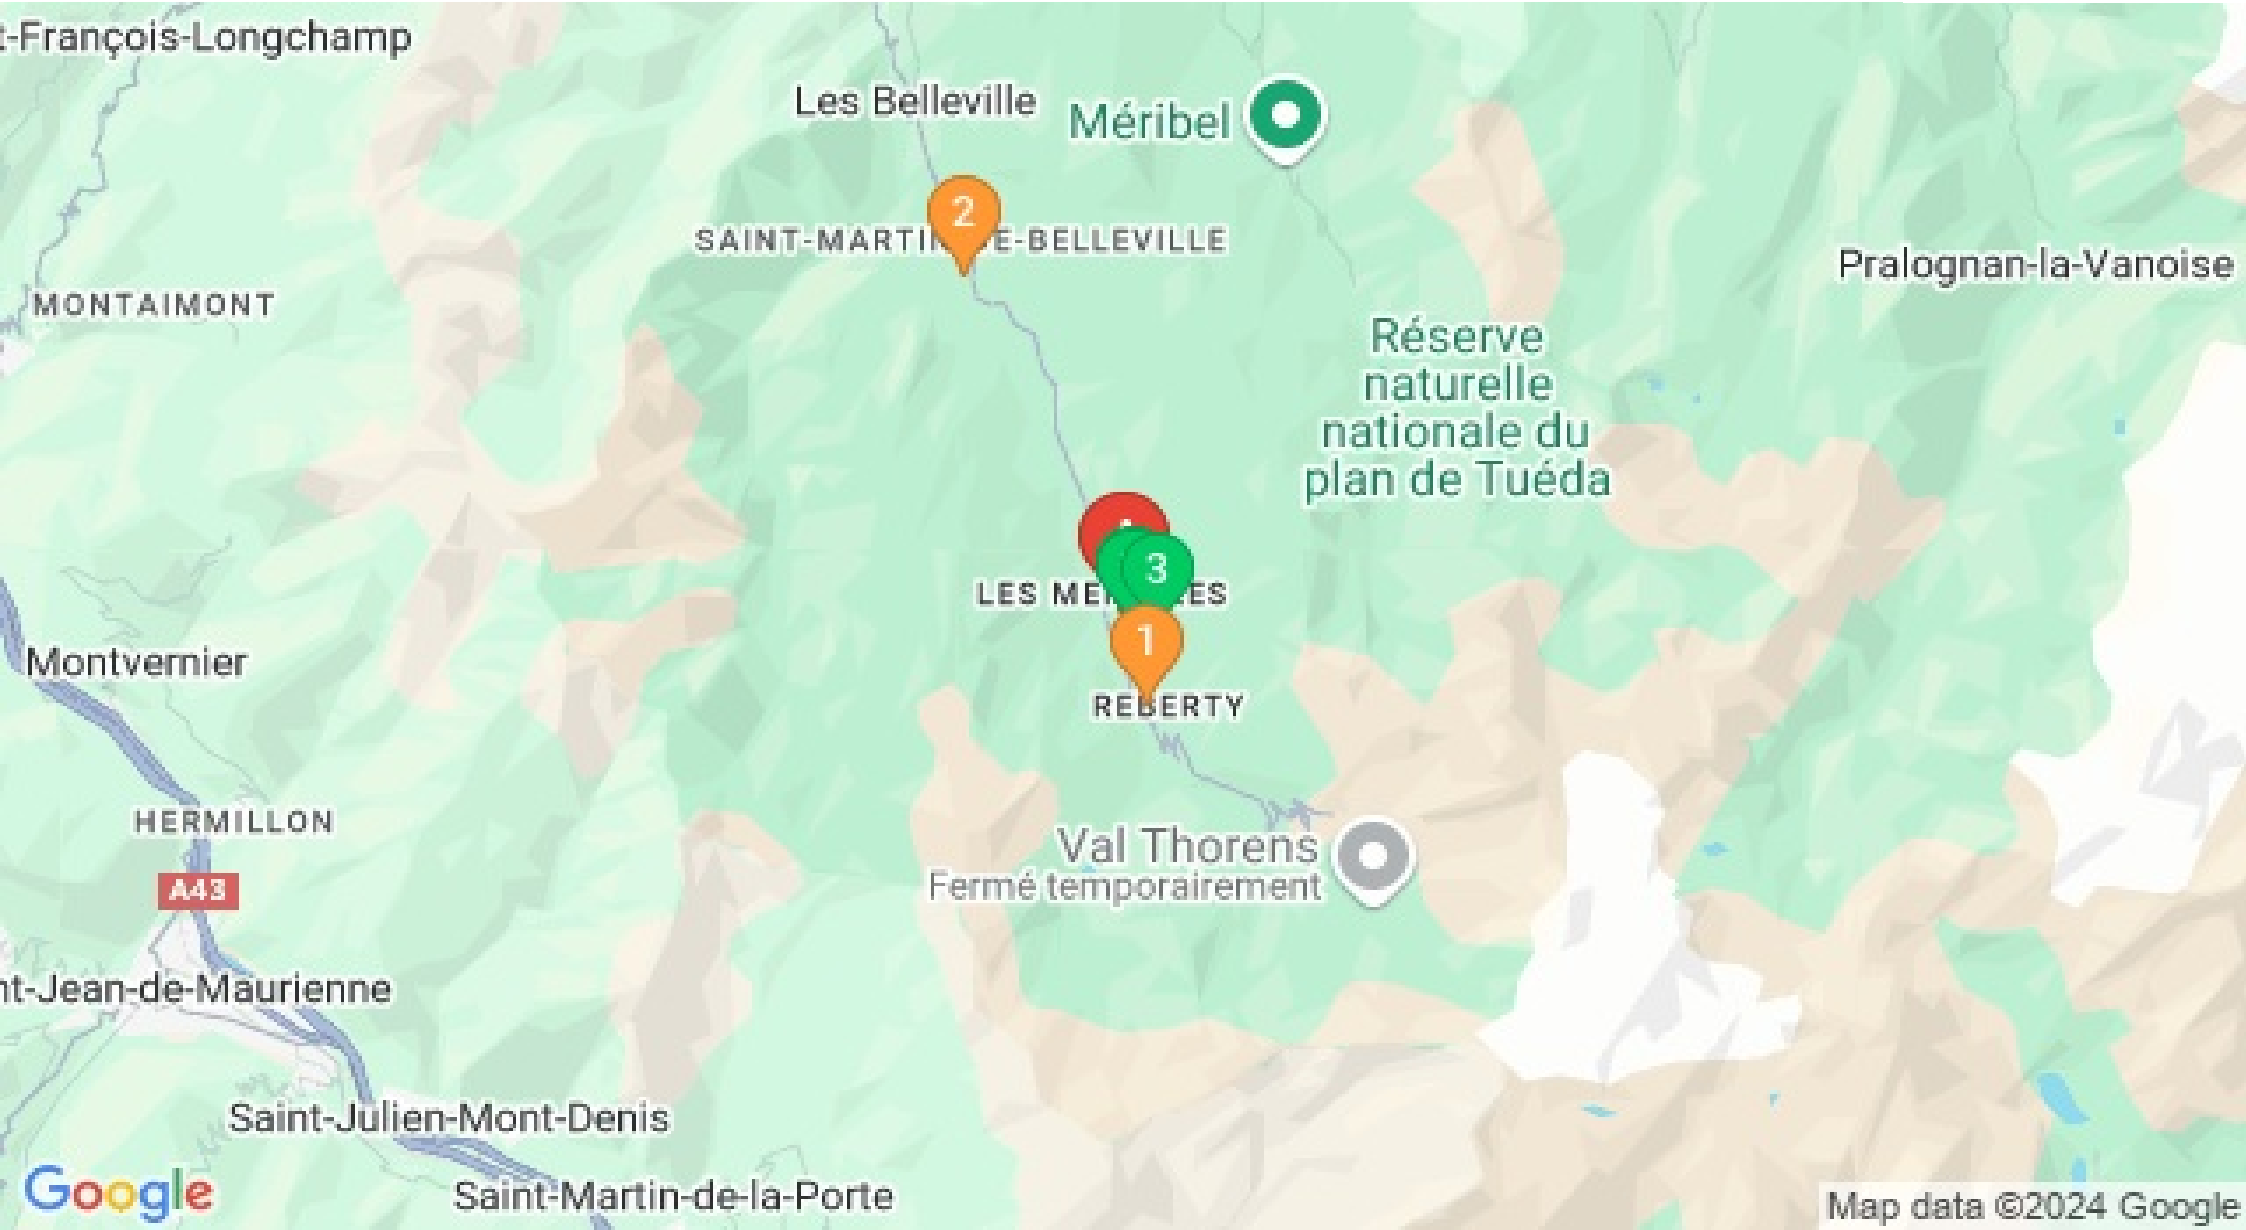 t-François-Longchamp
Les Belleville
Méribel
2
SAINT-MARTIN E-BELLEVILLE
Pralognan-la-Vanoise
MONTAIMONT
Réserve
naturelle
nationale du
plan de Tuéda
3
LES ME ES
1
Montvernier
REBERTY
HERMILLON
Val Thorens
Fermé temporairement
A43
nt-Jean-de-Maurienne
Saint-Julien-Mont-Denis
Saint-Martin-de-la-Porte
Google
Map data ©2024 Google